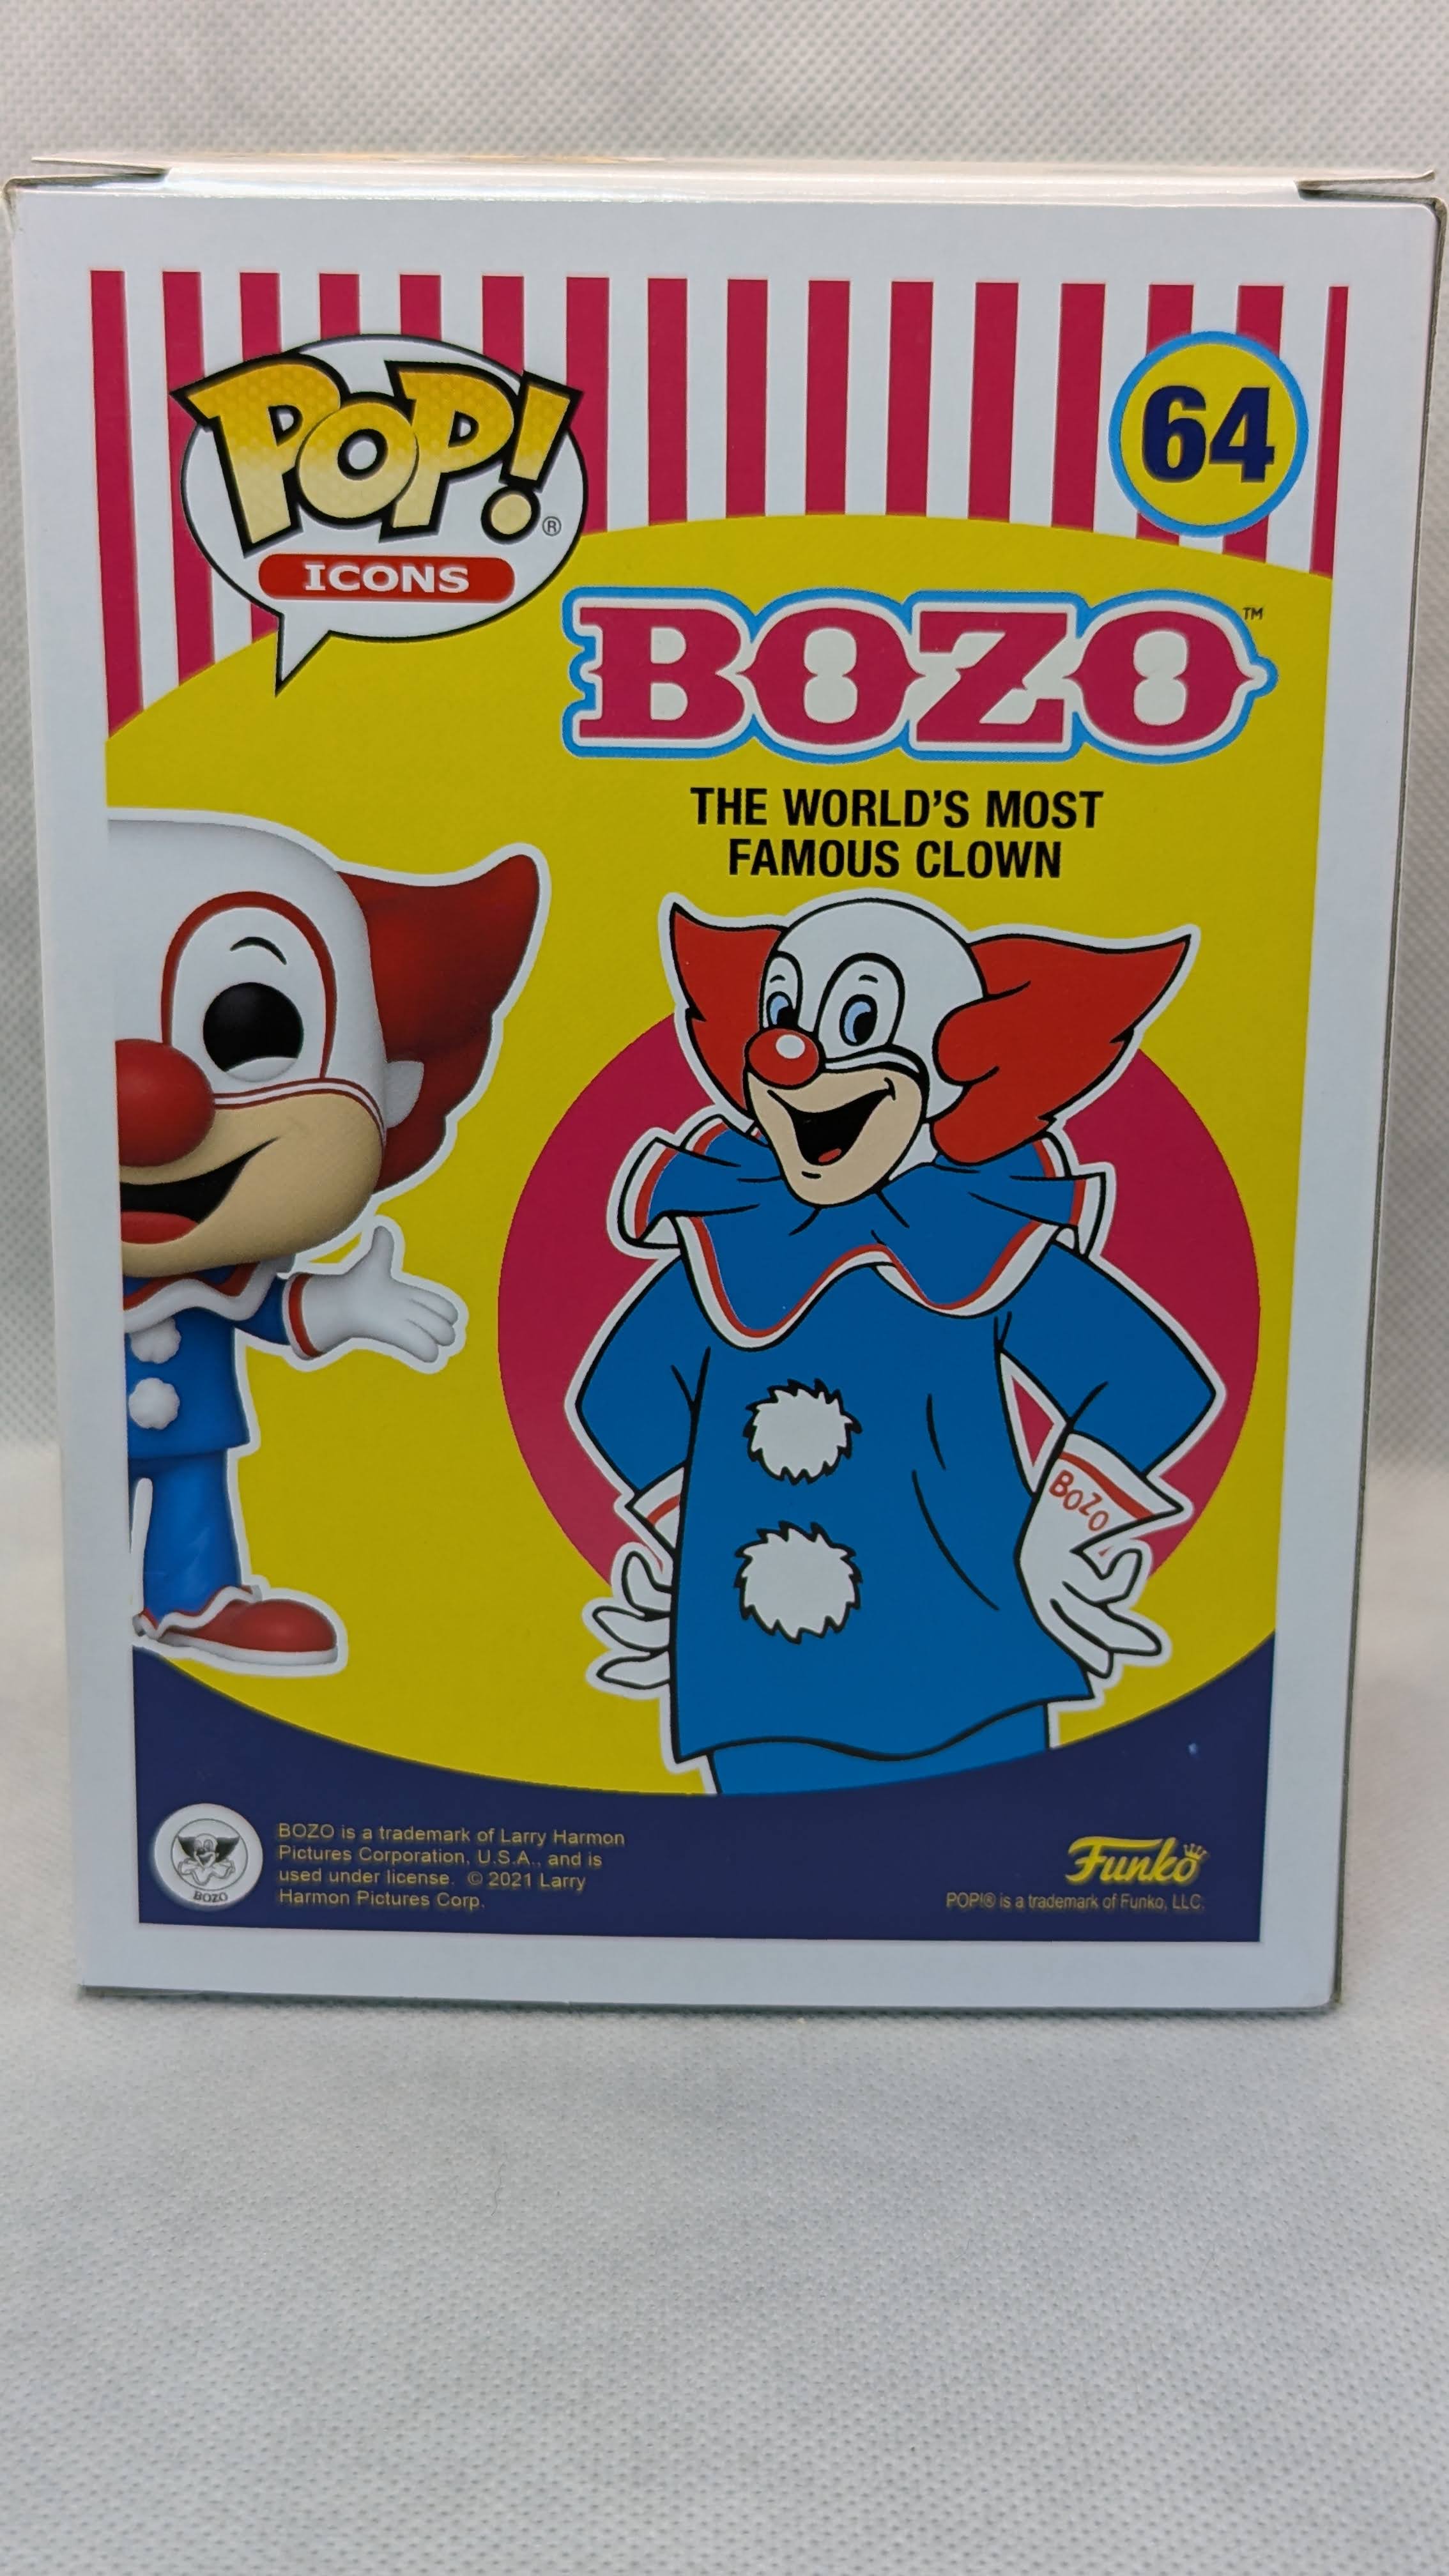 POP!®
ICONS
64
BOZO™
THE WORLD'S MOST
FAMOUS CLOWN
BOZO
BOZO
BOZO is a trademark of Larry Harmon
Pictures Corporation, U.S.A., and is
used under license. © 2021 Larry
Harmon Pictures Corp.
Funko
POP!® is a trademark of Funko, LLC.